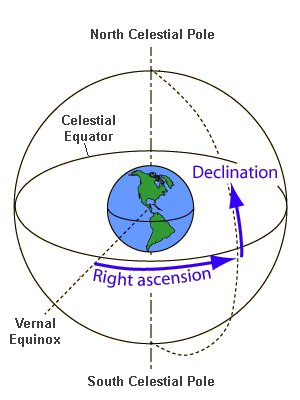 North Celestial Pole
Celestial
Equator
Declination
Right ascension
Vernal
Equinox
South Celestial Pole